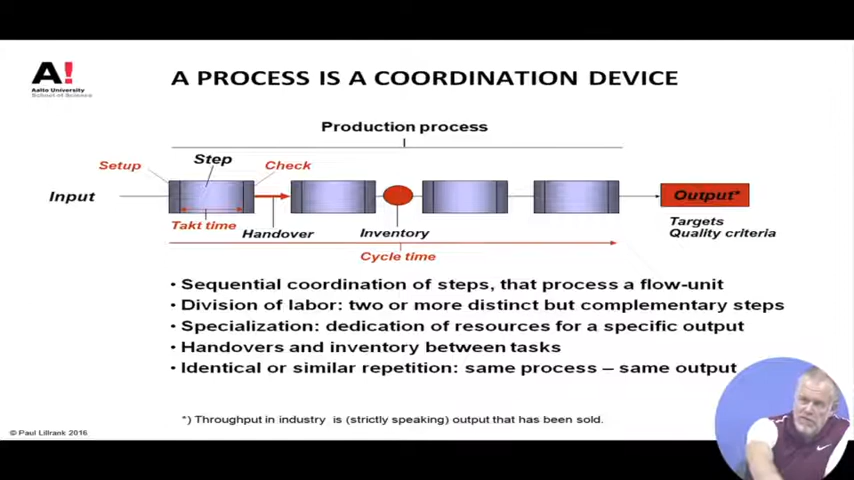 A!
Aalto University
School of Science
A PROCESS IS A COORDINATION DEVICE
Production process
Setup
Step
Check
Input
Output*
Takt time
Handover
Inventory
Targets
Quality criteria
Cycle time
• Sequential coordination of steps, that process a flow-unit
• Division of labor: two or more distinct but complementary steps
• Specialization: dedication of resources for a specific output
• Handovers and inventory between tasks
• Identical or similar repetition: same process – same output
*) Throughput in industry is (strictly speaking) output that has been sold.
© Paul Lillrank 2016